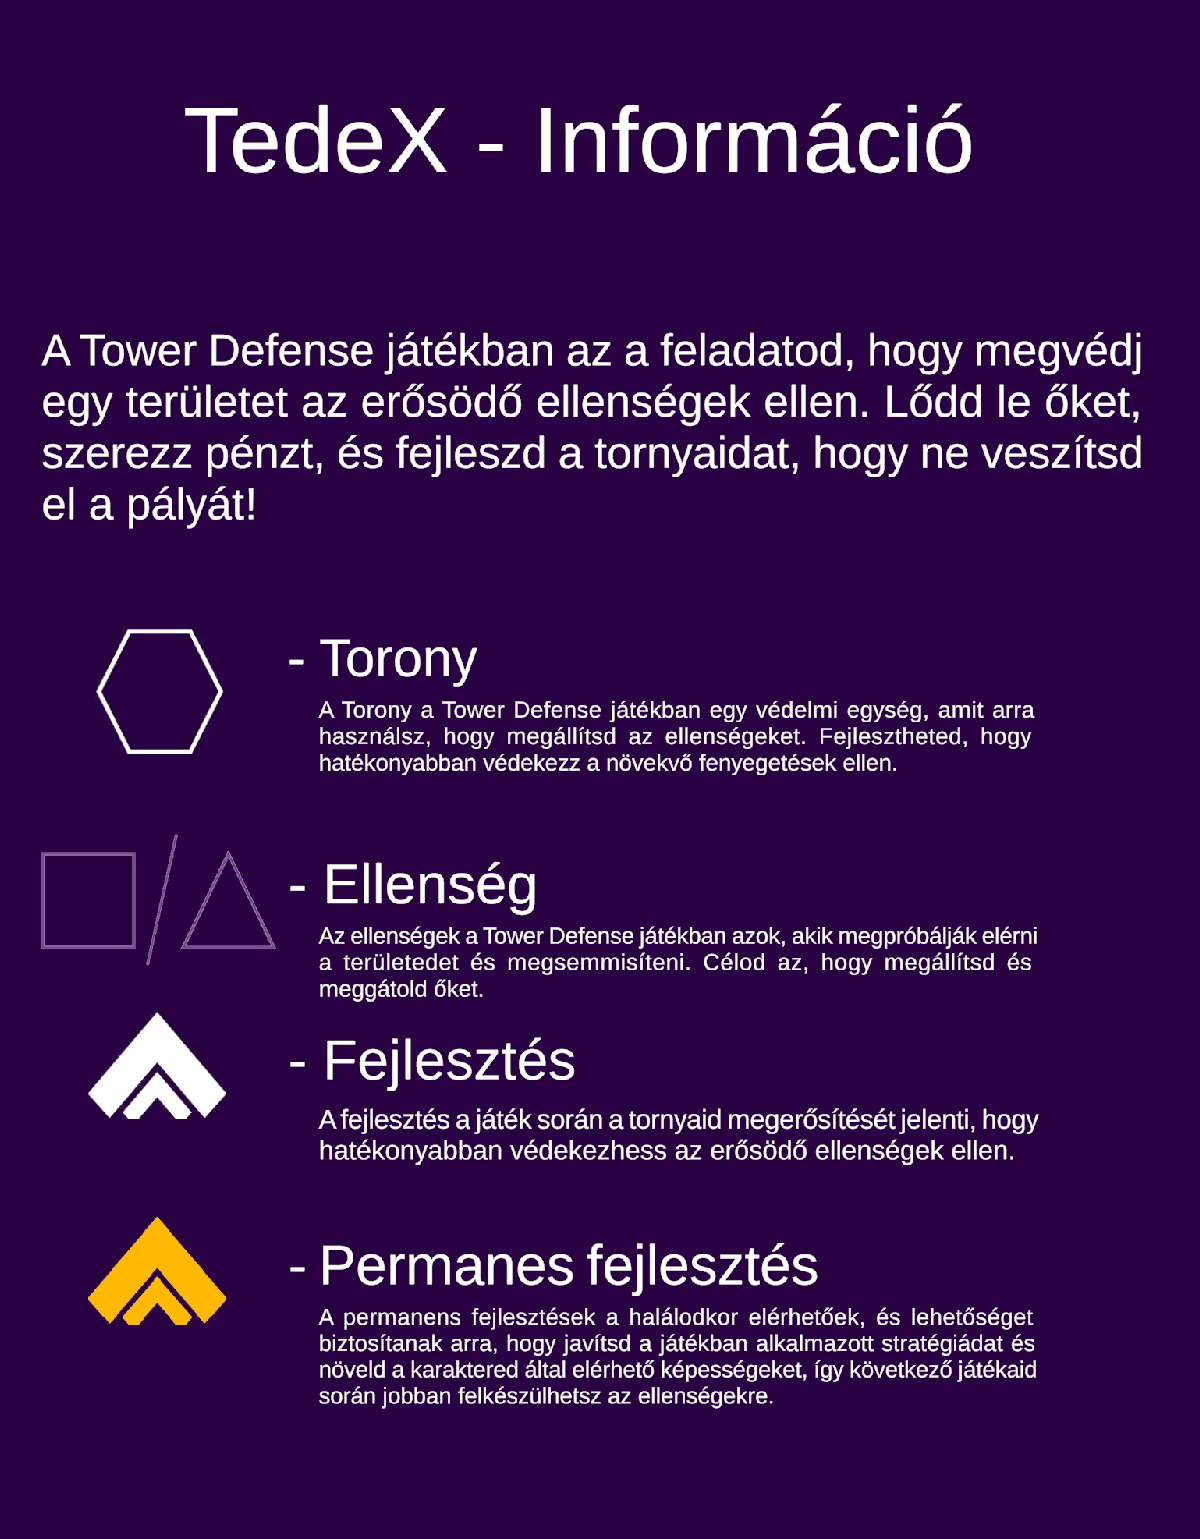 TedeX - Információ
A Tower Defense játékban az a feladatod, hogy megvédj
egy területet az erősödő ellenségek ellen. Lődd le őket,
szerezz pénzt, és fejleszd a tornyaidat, hogy ne veszítsd
el a pályát!
- Torony
A Torony a Tower Defense játékban egy védelmi egység, amit arra
használsz, hogy megállítsd az ellenségeket. Fejlesztheted, hogy
hatékonyabban védekezz a növekvő fenyegetések ellen.
- Ellenség
Az ellenségek a Tower Defense játékban azok, akik megpróbálják elérni
a területedet és megsemmisíteni. Célod az, hogy megállítsd és
meggátold őket.
- Fejlesztés
A fejlesztés a játék során a tornyaid megerősítését jelenti, hogy
hatékonyabban védekezhess az erősödő ellenségek ellen.
- Permanes fejlesztés
A permanens fejlesztések a halálodkor elérhetőek, és lehetőséget
biztosítanak arra, hogy javítsd a játékban alkalmazott stratégiádat és
növeld a karaktered által elérhető képességeket, így következő játékaid
során jobban felkészülhetsz az ellenségekre.